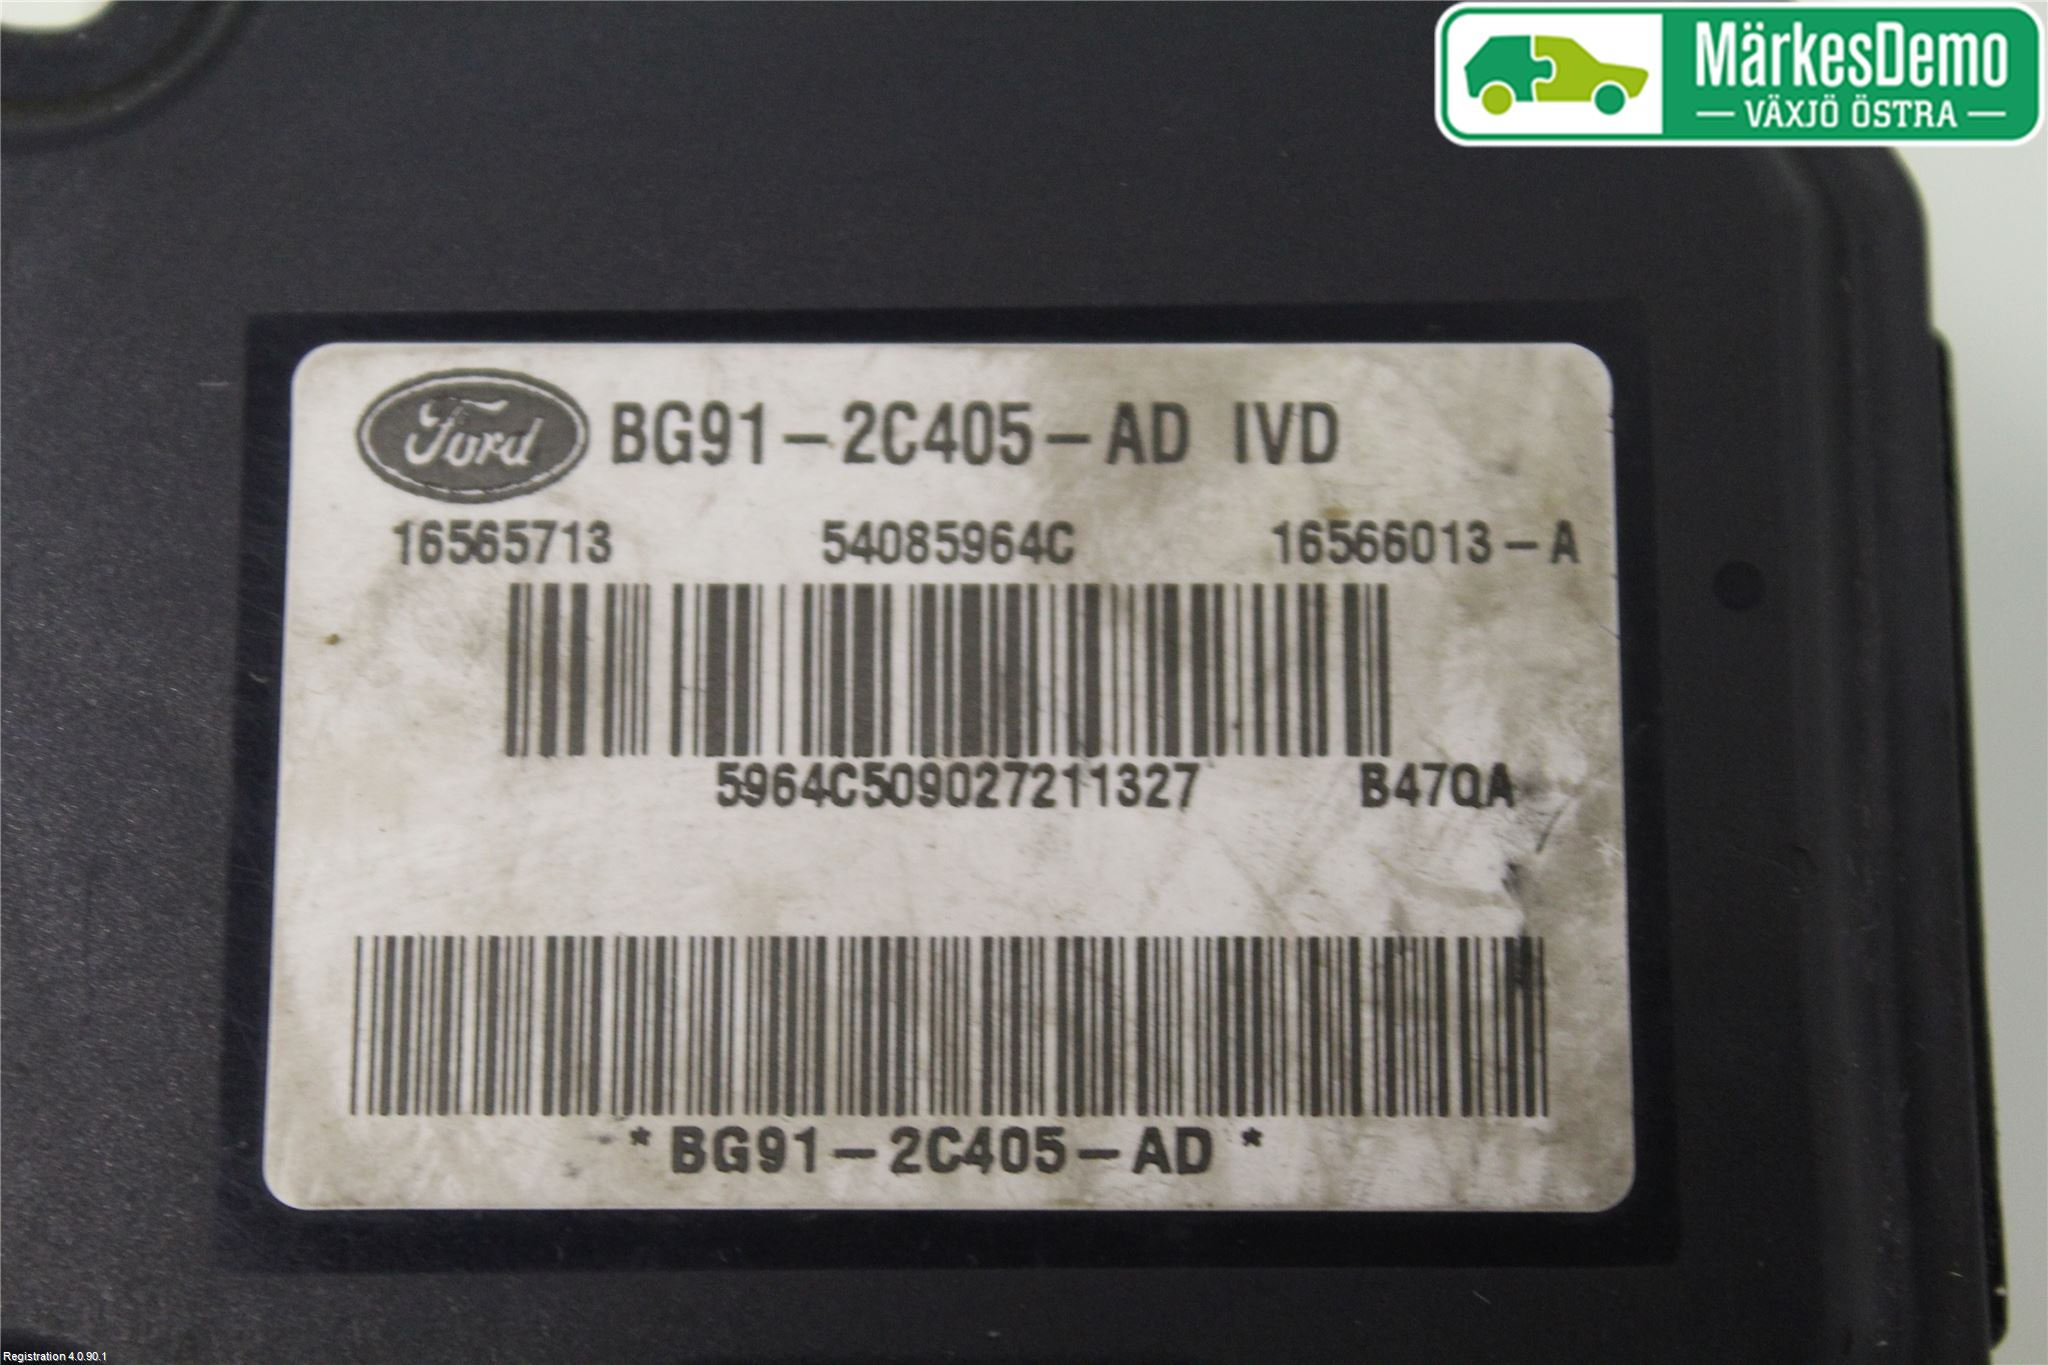 MärkesDemo
VÄXJÖ ÖSTRA
Ford BG91-2C405-AD IVD
16565713 54085964C 16566013-A
5964C509027211327 B47QA
*BG91-2C405-AD*
Registration 4.0.90.1